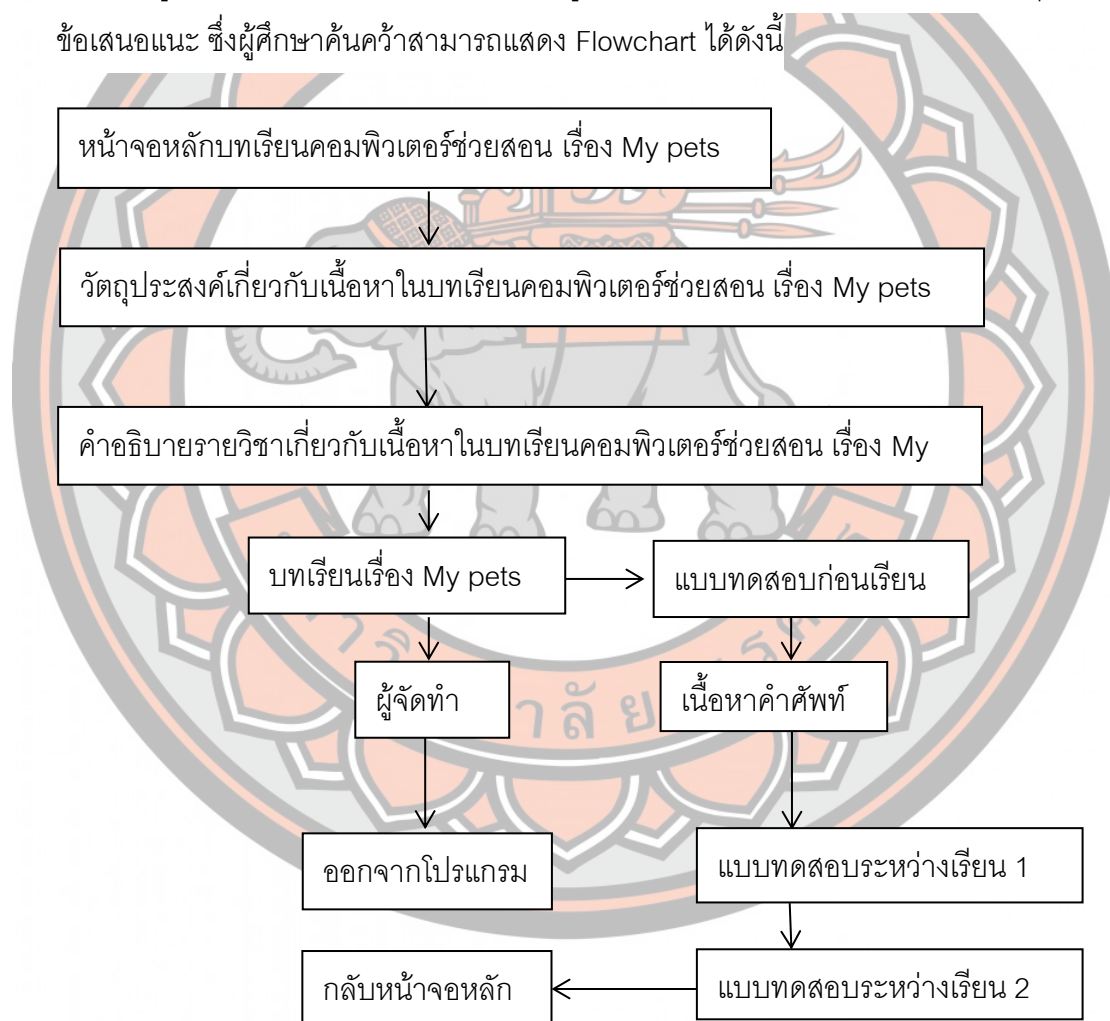 ข้อเสนอแนะ ซึ่งผู้ศึกษาค้นคว้าสามารถแสดง Flowchart ได้ดังนี้
หน้าจอหลักบทเรียนคอมพิวเตอร์ช่วยสอน เรื่อง My pets
วัตถุประสงค์เกี่ยวกับเนื้อหาในบทเรียนคอมพิวเตอร์ช่วยสอน เรื่อง My pets
คำอธิบายรายวิชาเกี่ยวกับเนื้อหาในบทเรียนคอมพิวเตอร์ช่วยสอน เรื่อง My
บทเรียนเรื่อง My pets
แบบทดสอบก่อนเรียน
ผู้จัดทำ
เนื้อหาคำศัพท์
ออกจากโปรแกรม
แบบทดสอบระหว่างเรียน 1
กลับหน้าจอหลัก
แบบทดสอบระหว่างเรียน 2